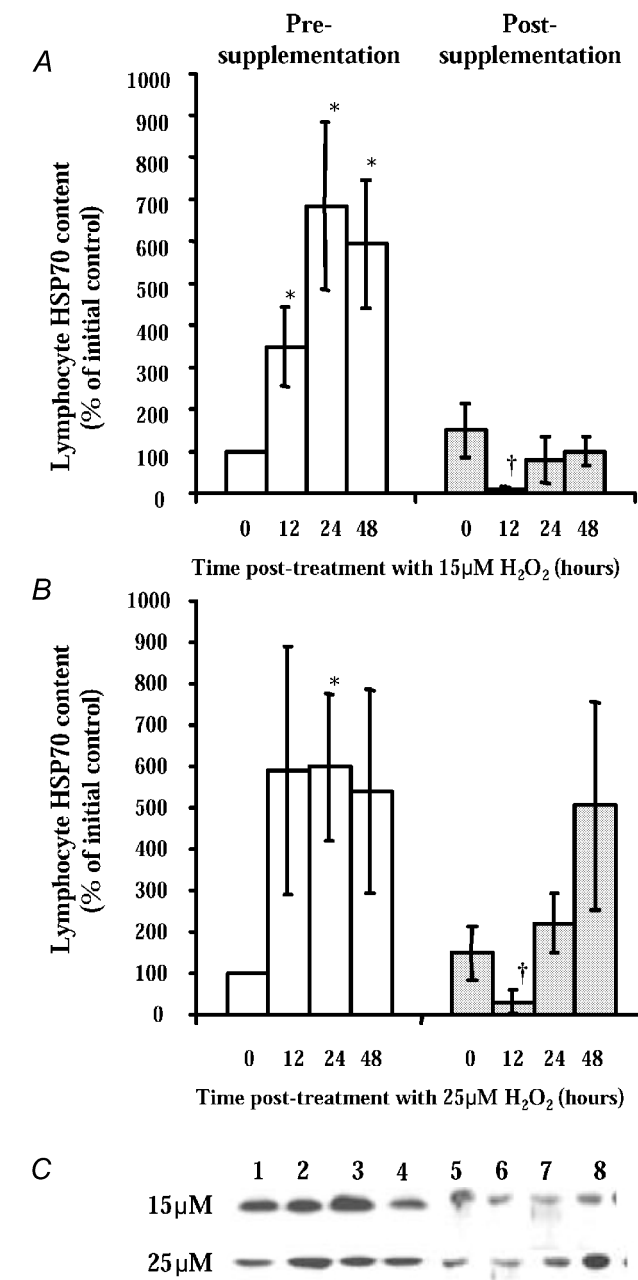 Pre-
supplementation
Post-
supplementation
A
Lymphocyte HSP70 content
(% of initial control)
1000
900
800
700
600
500
400
300
200
100
0
*
*
*
†
0 12 24 48 0 12 24 48
Time post-treatment with 15µM H₂O₂ (hours)
B
Lymphocyte HSP70 content
(% of initial control)
1000
900
800
700
600
500
400
300
200
100
0
*
†
0 12 24 48 0 12 24 48
Time post-treatment with 25µM H₂O₂ (hours)
C
1 2 3 4 5 6 7 8
15µM
25µM